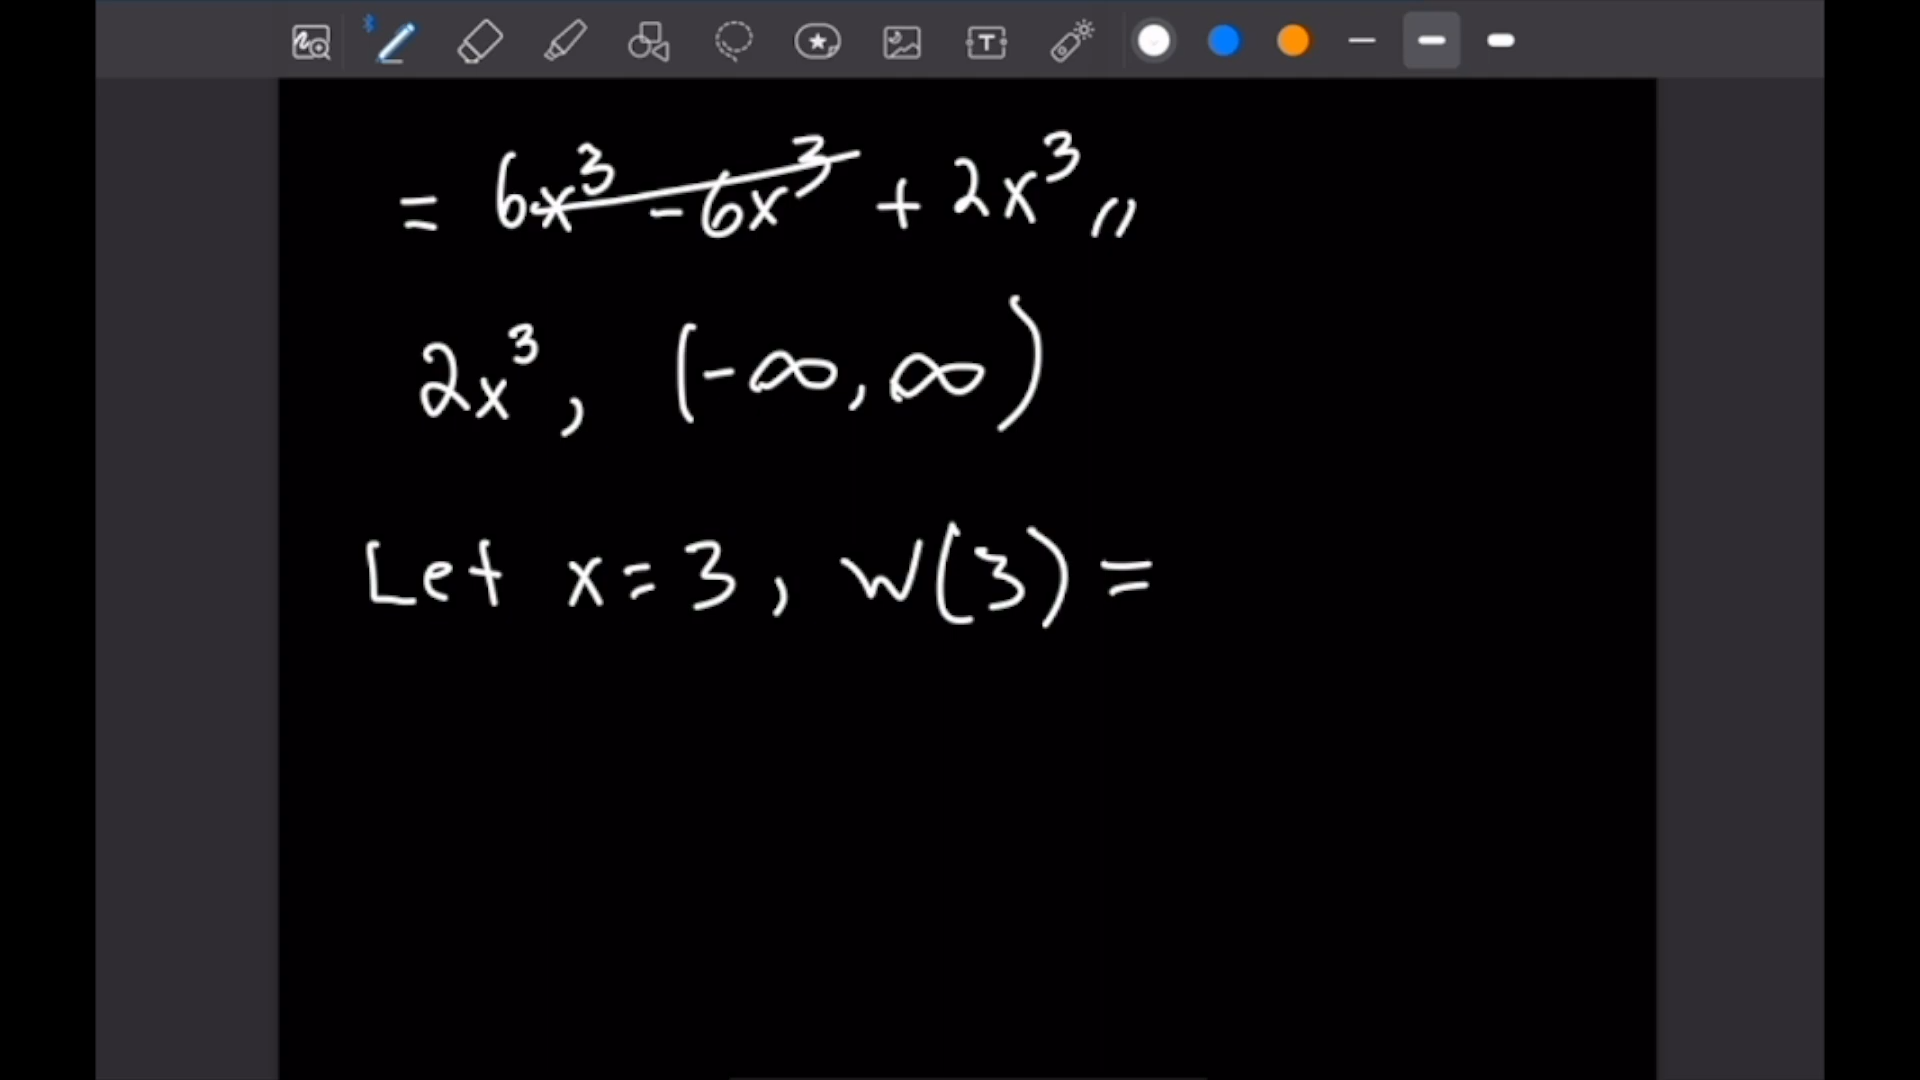 T
= 6x³ - 6x³ + 2x³ //
2x³, (-∞, ∞)
Let x = 3, W(3) =